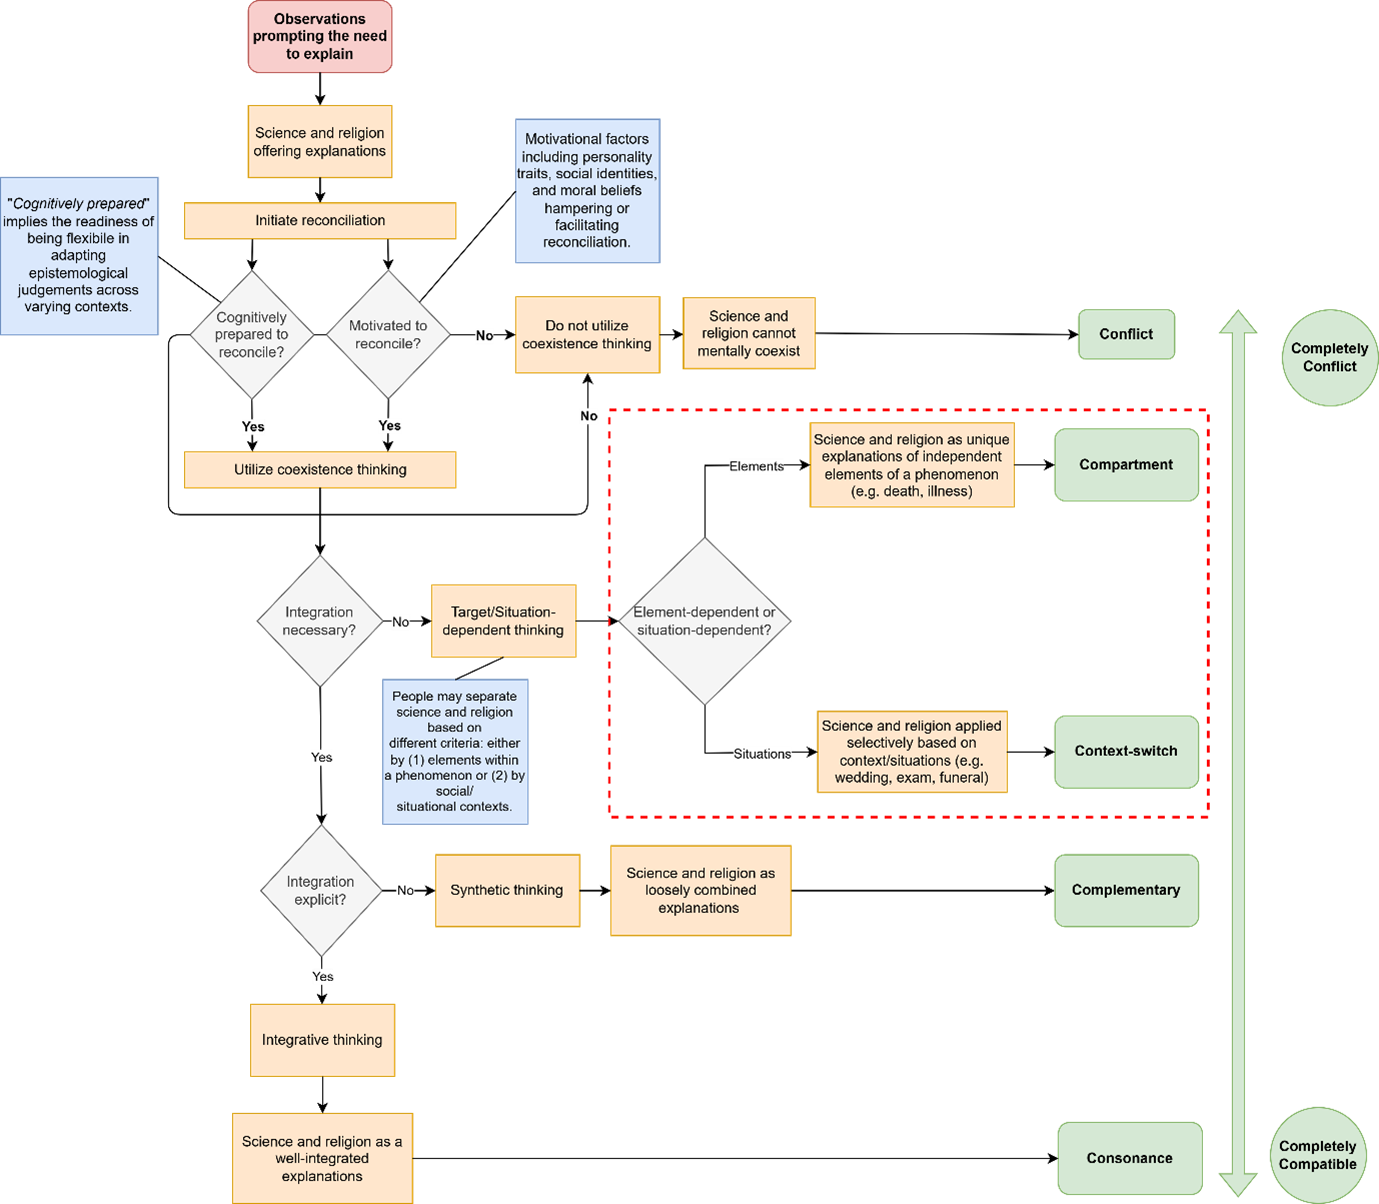 Observations
prompting the need
to explain
Science and religion
offering explanations
Motivational factors
including personality
traits, social identities,
and moral beliefs
hampering or
facilitating
reconciliation.
"Cognitively prepared"
implies the readiness of
being flexibile in
adapting
epistemological
judgements across
varying contexts.
Initiate reconciliation
Cognitively
prepared to
reconcile?
Motivated to
reconcile?
No
Do not utilize
coexistence thinking
Science and
religion cannot
mentally coexist
Conflict
Completely
Conflict
Yes
Yes
No
Utilize coexistence thinking
Elements
Science and religion as unique
explanations of independent
elements of a phenomenon
(e.g. death, illness)
Compartment
Integration
necessary?
No
Target/Situation-
dependent thinking
Element-dependent or
situation-dependent?
People may separate
science and religion
based on
different criteria: either
by (1) elements within
a phenomenon or (2) by
social/
situational contexts.
Situations
Science and religion applied
selectively based on
context/situations (e.g.
wedding, exam, funeral)
Context-switch
Yes
Integration
explicit?
No
Synthetic thinking
Science and religion as
loosely combined
explanations
Complementary
Yes
Integrative thinking
Science and religion as a
well-integrated
explanations
Consonance
Completely
Compatible